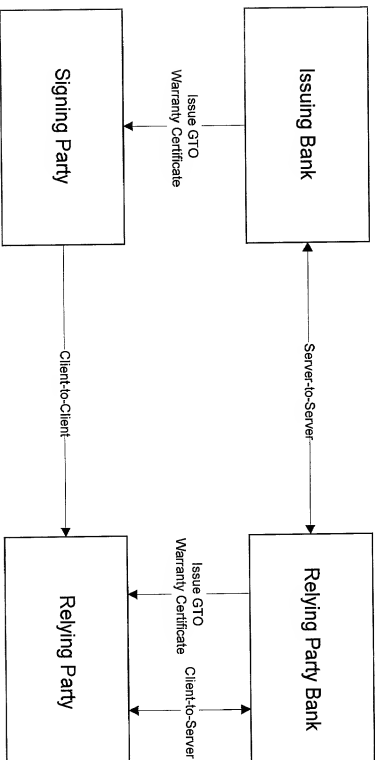 Issuing Bank
Server-to-Server
Relying Party Bank
Issue GTO
Warranty Certificate
Issue GTO
Warranty Certificate
Client-to-Server
Signing Party
Client-to-Client
Relying Party